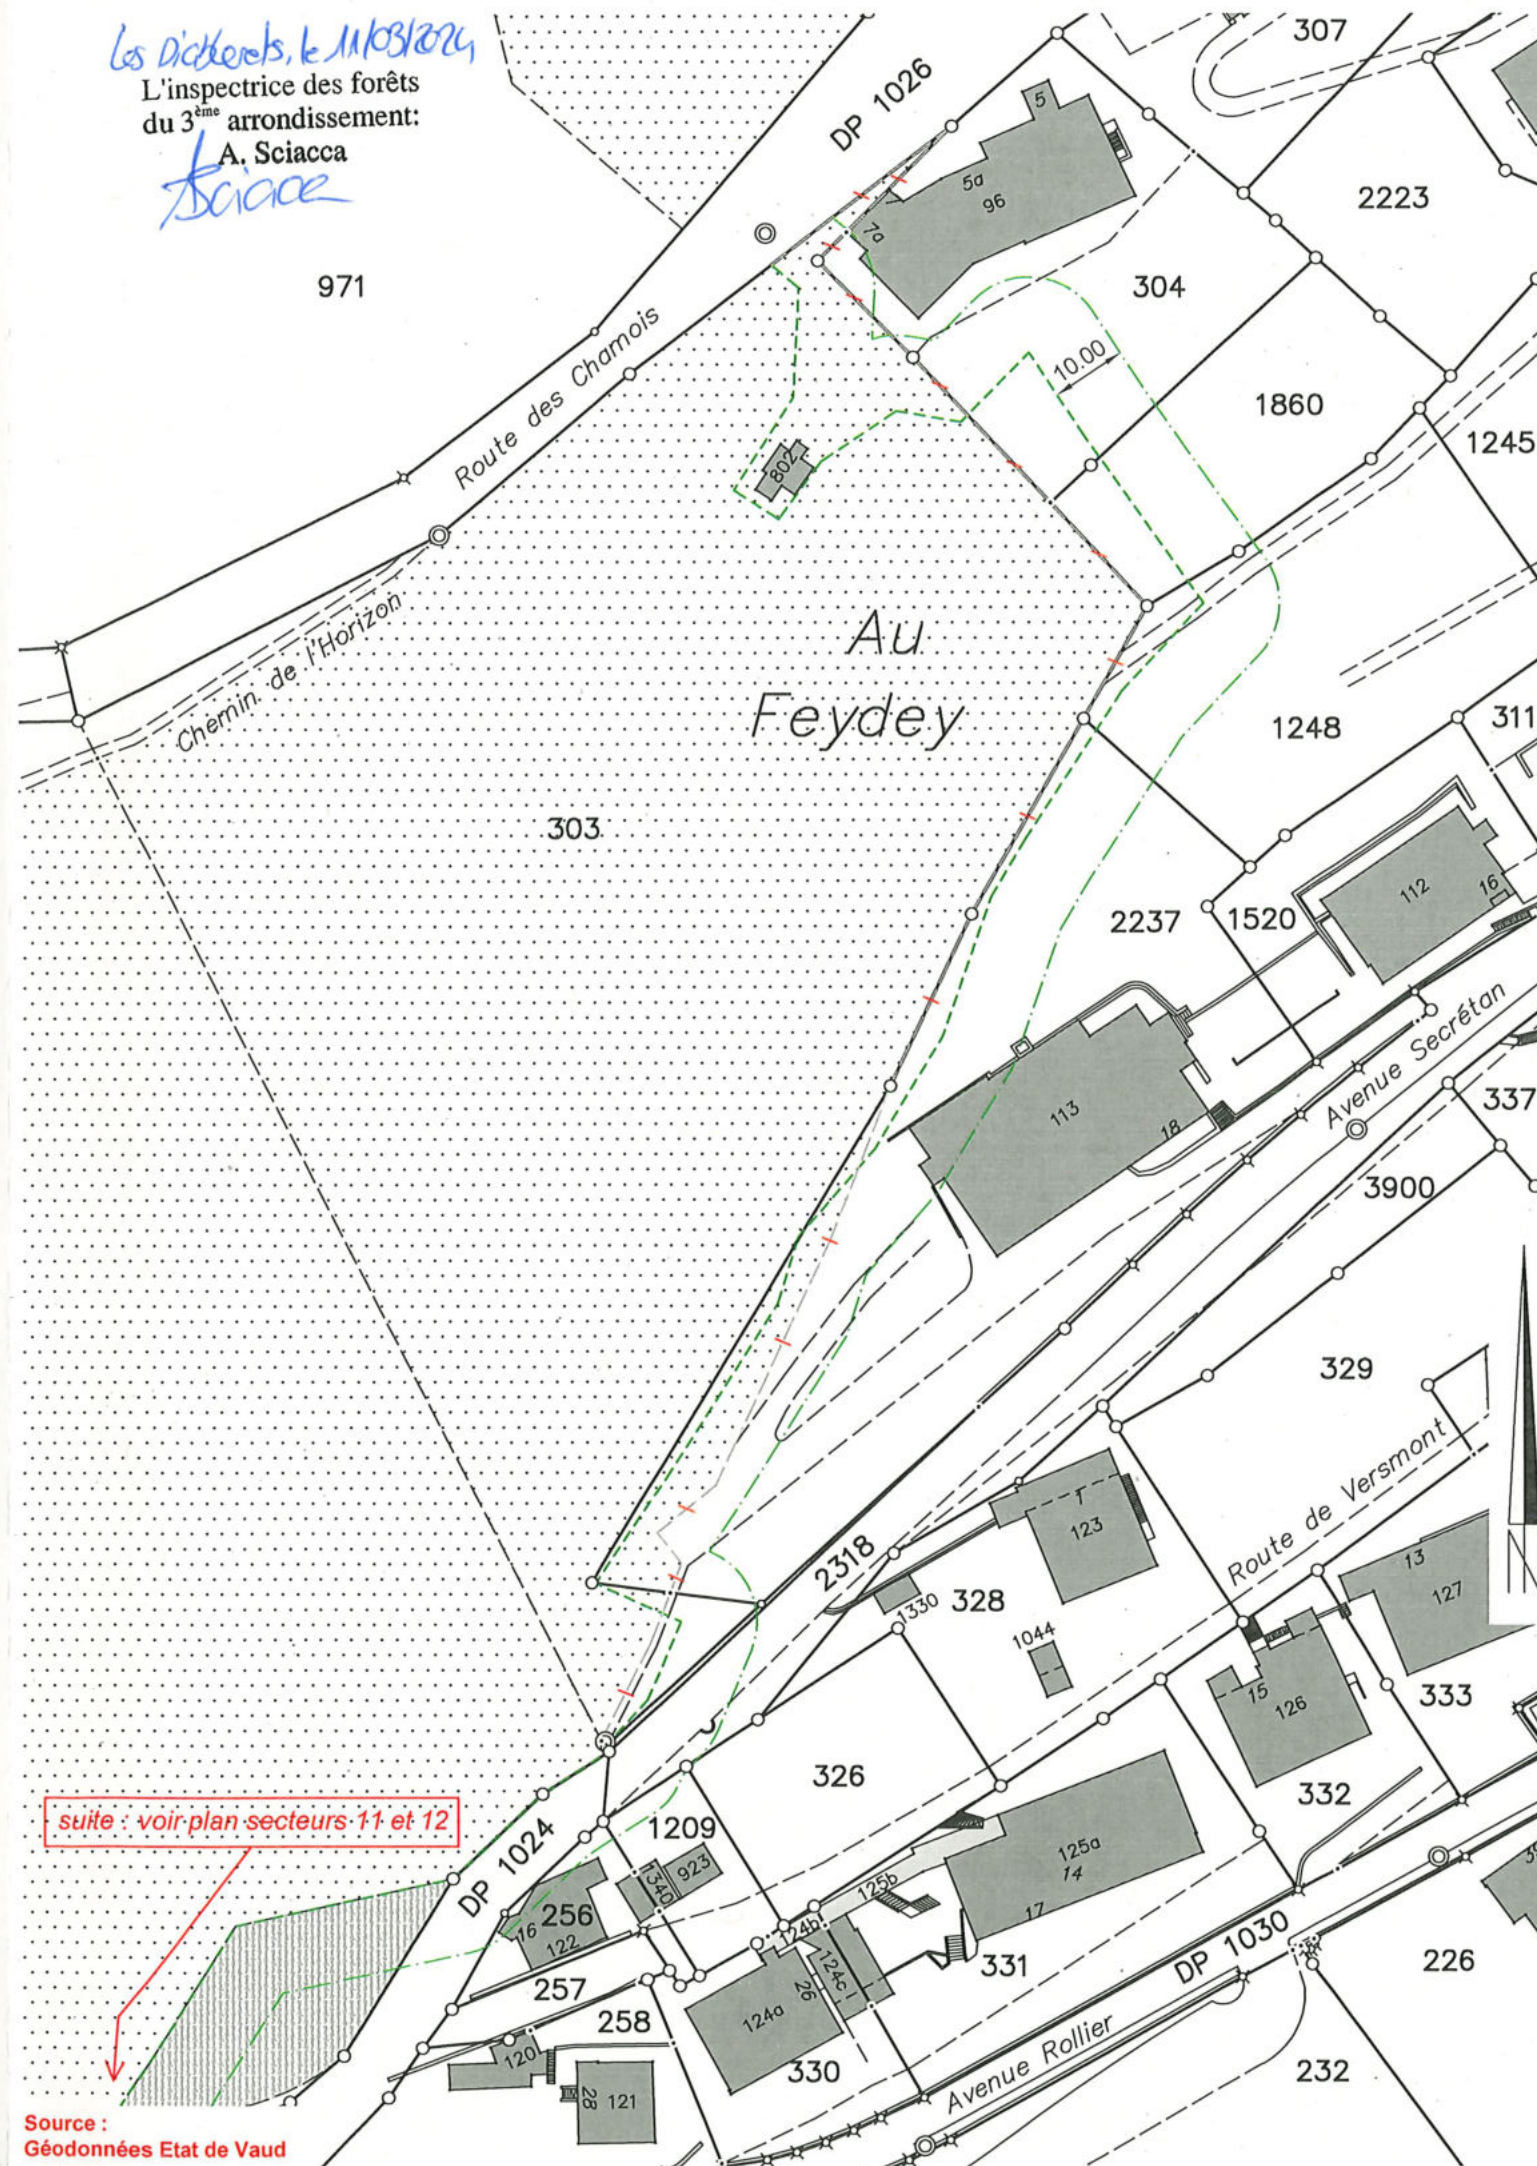 Les Diablerets, le 11/03/2024
L'inspectrice des forêts
du 3ème arrondissement:
A. Sciacca
307
DP 1026
5
5a
96
7a
2223
971
304
Route des Chamois
10.00
1860
1245
802
Chemin de l'Horizon
Au
Feydey
1248
311
303
112
16
2237
1520
Avenue Secrétan
113
18
337
3900
329
Route de Versmont
1
123
2318
13
127
1330
328
1044
333
15
126
326
332
suite : voir plan secteurs 11 et 12
DP 1024
1209
125a
14
1340
923
125b
256
16
122
17
124b
DP 1030
257
124c
331
226
26
258
124a
Avenue Rollier
120
330
232
28
121
Source :
Géodonnées Etat de Vaud